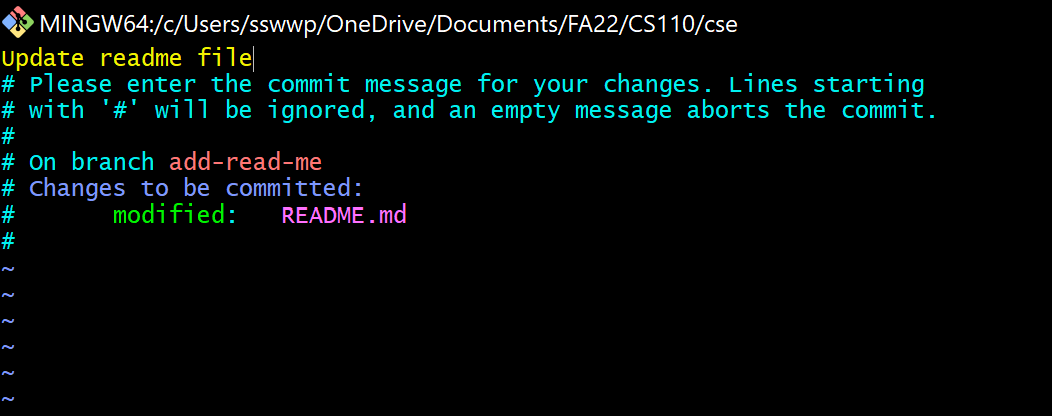 MINGW64:/c/Users/sswwp/OneDrive/Documents/FA22/CS110/cse
Update readme file
# Please enter the commit message for your changes. Lines starting
# with '#' will be ignored, and an empty message aborts the commit.
#
# On branch add-read-me
# Changes to be committed:
#       modified:   README.md
#
~
~
~
~
~
~